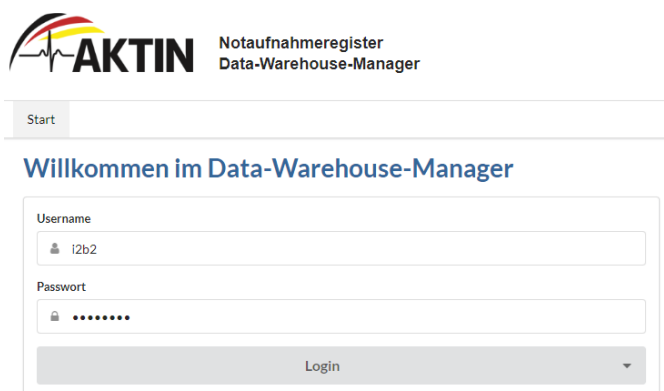 AKTIN
Notaufnahmeregister
Data-Warehouse-Manager
Start
Willkommen im Data-Warehouse-Manager
Username
i2b2
Passwort
••••••••
Login